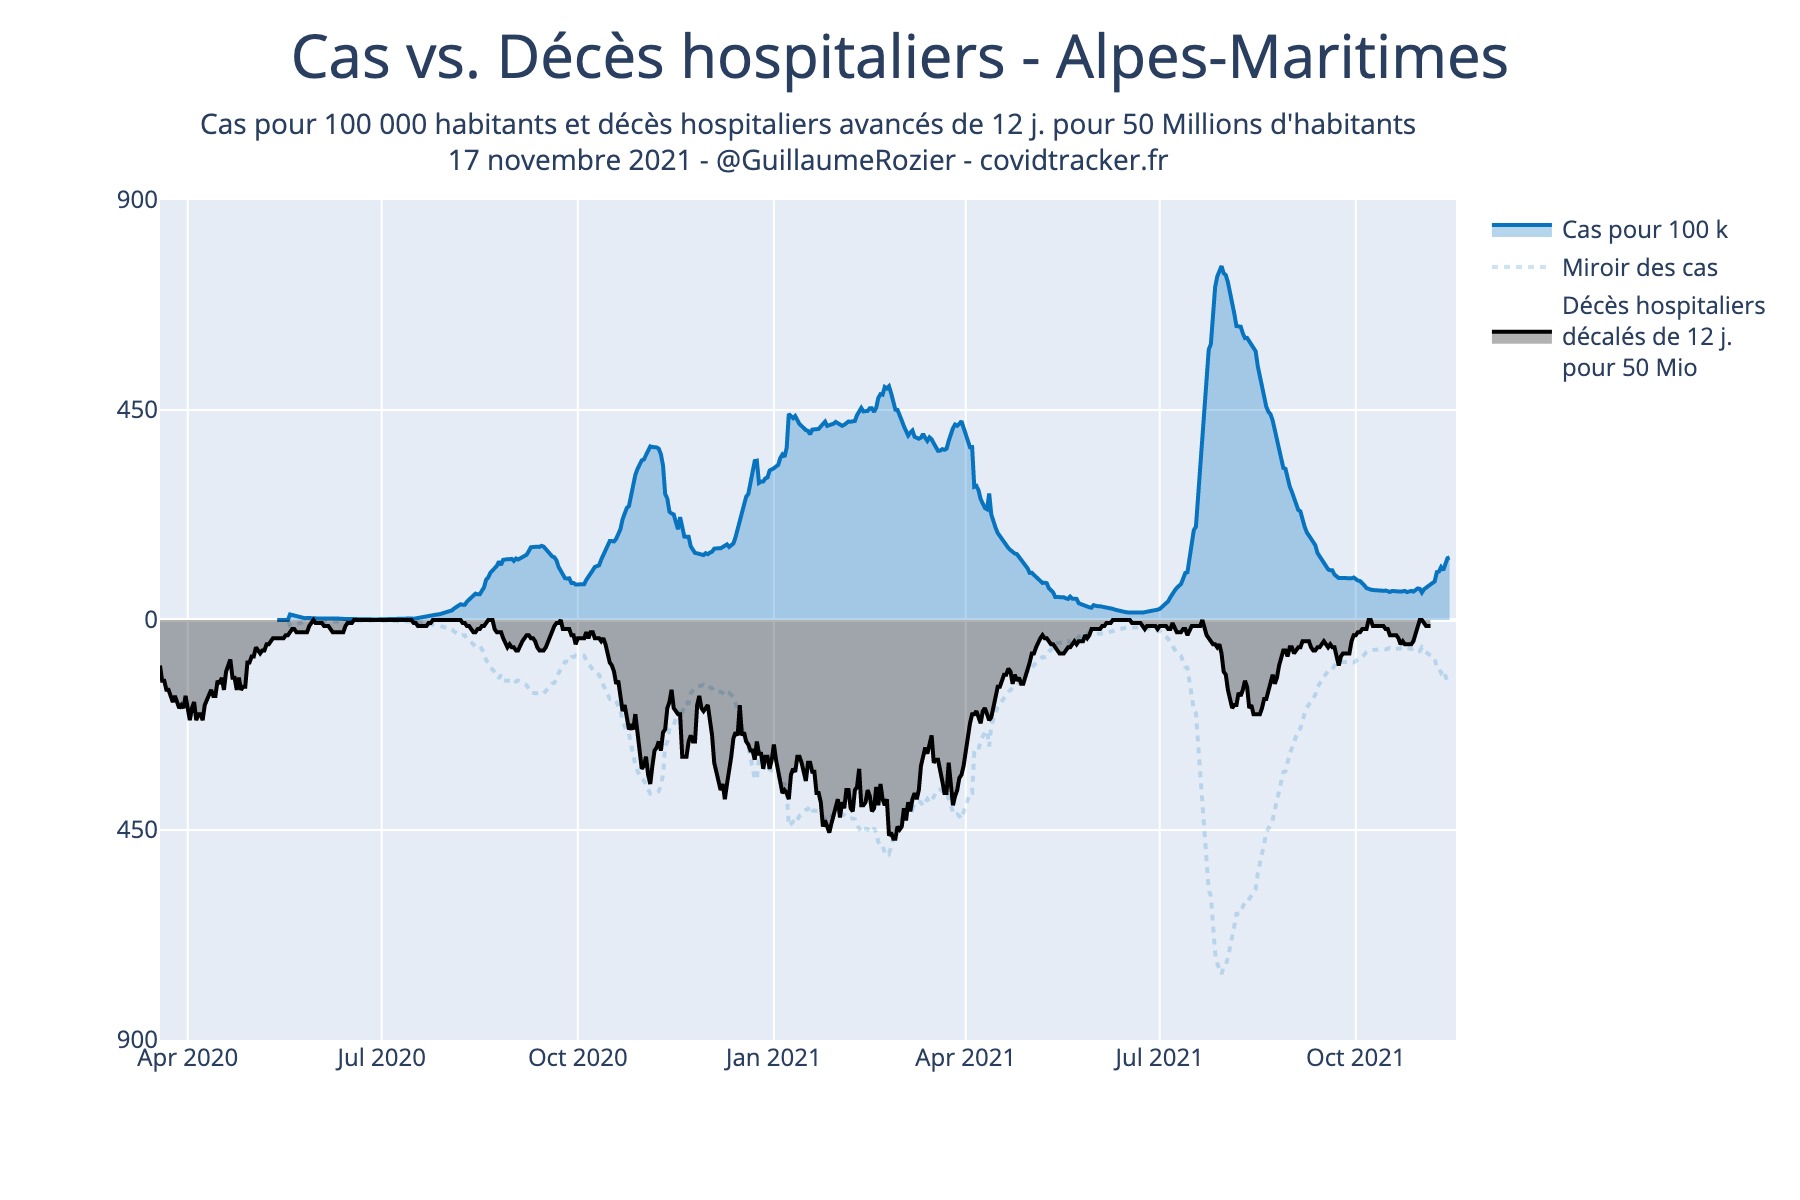 Cas vs. Décès hospitaliers - Alpes-Maritimes
Cas pour 100 000 habitants et décès hospitaliers avancés de 12 j. pour 50 Millions d'habitants
17 novembre 2021 - @GuillaumeRozier - covidtracker.fr
900
450
0
450
900
Apr 2020
Jul 2020
Oct 2020
Jan 2021
Apr 2021
Jul 2021
Oct 2021
Cas pour 100 k
Miroir des cas
Décès hospitaliers
décalés de 12 j.
pour 50 Mio